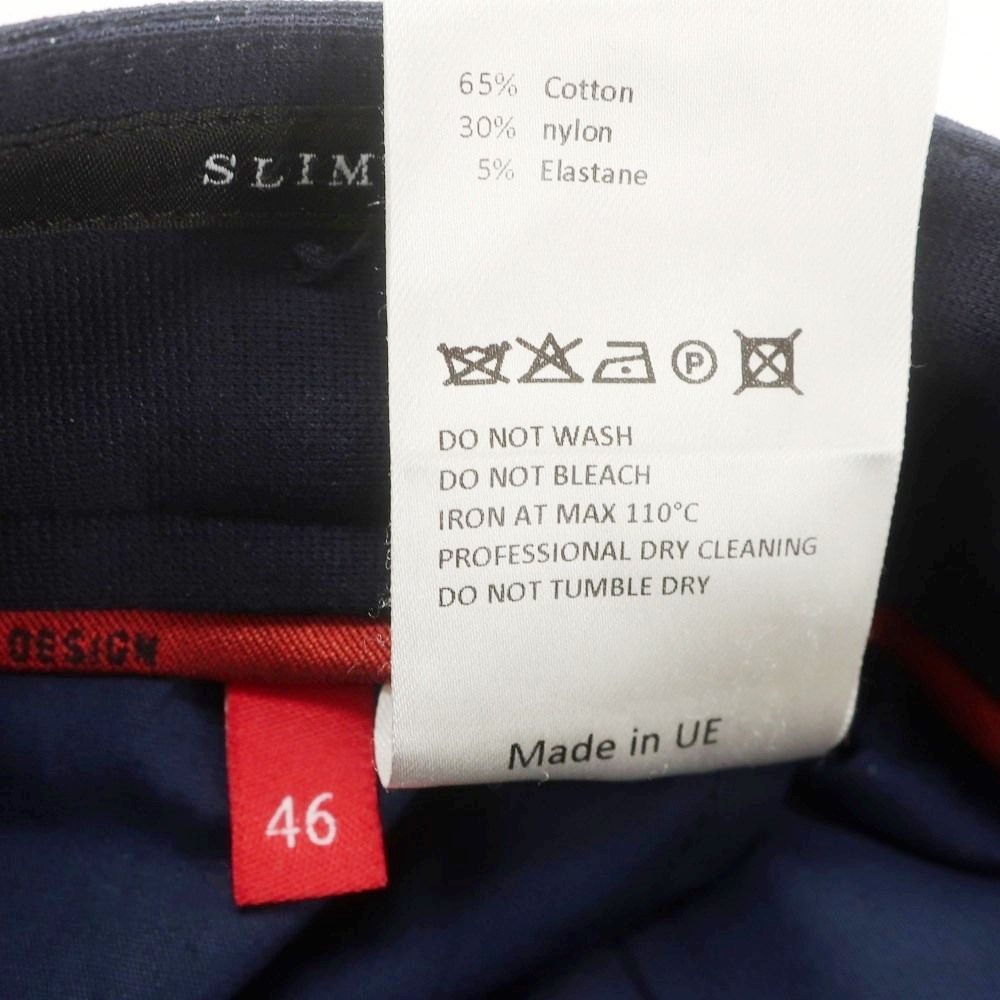 65% Cotton
30% nylon
5% Elastane
SLIM
P
DO NOT WASH
DO NOT BLEACH
IRON AT MAX 110°C
PROFESSIONAL DRY CLEANING
DO NOT TUMBLE DRY
DESIGN
Made in UE
46